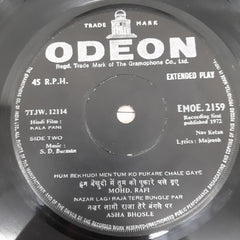 TRADE MARK
ODEON
Regd. Trade Mark of The Gramophone Co., Ltd.
45 R.P.H.
EXTENDED PLAY
7TJW. 12114
EMOE. 2159
Hindi Film :
KALA PANI
Recording first
published 1972
SIDE TWO
Nav Ketan
Music :
S. D. Burman
Lyrics : Majrooh
HUM BEKHUDI MEN TUM KO PUKARE CHALE GAYE
हम बेखुदी में तुम को पुकारे चले गए
MOHD. RAFI
NAZAR LAGI RAJA TERE BUNGLE PAR
नज़र लागी राजा तेरे बंगले पर
ASHA BHOSLE